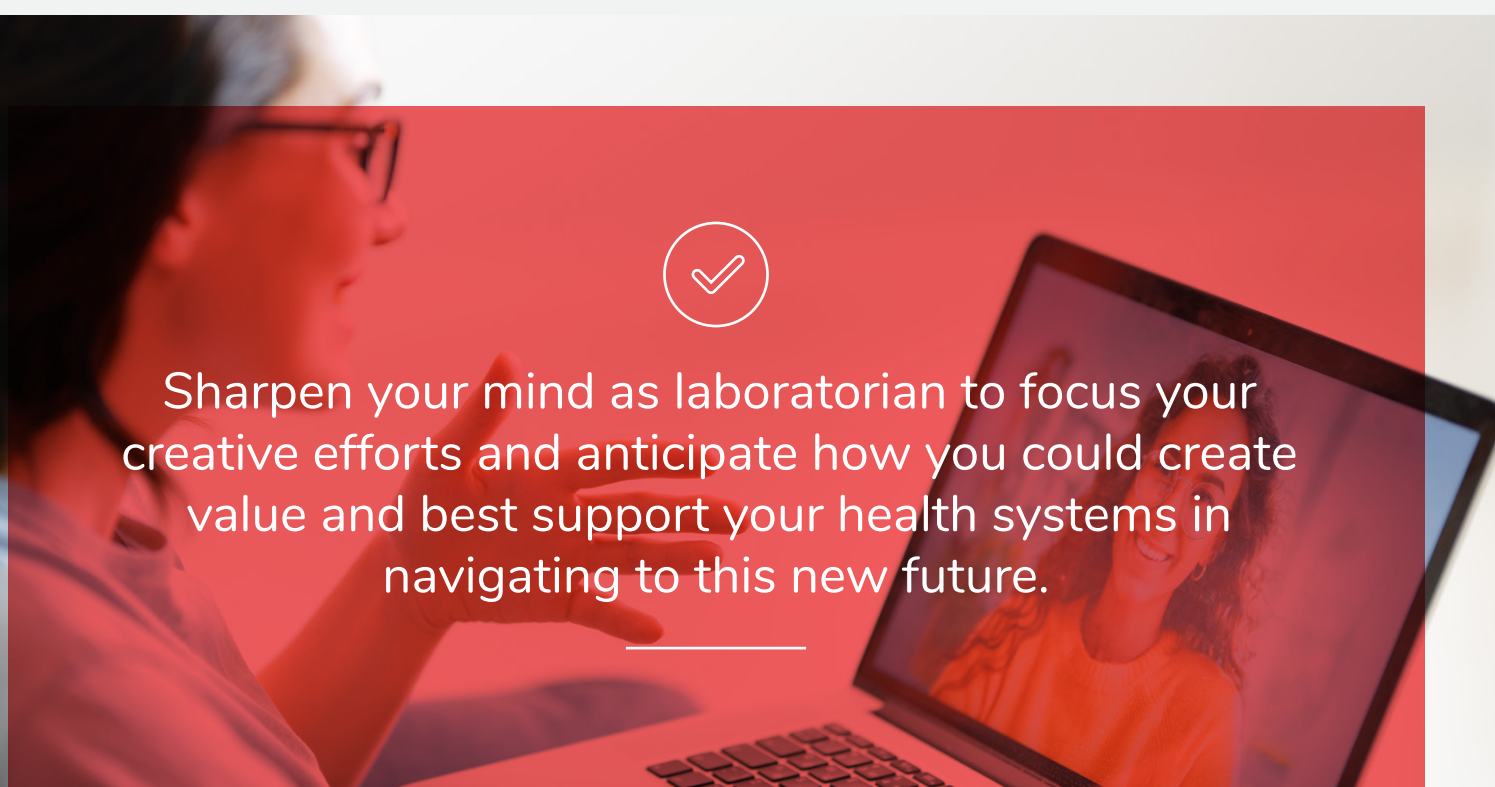 Sharpen your mind as laboratorian to focus your
creative efforts and anticipate how you could create
value and best support your health systems in
navigating to this new future.